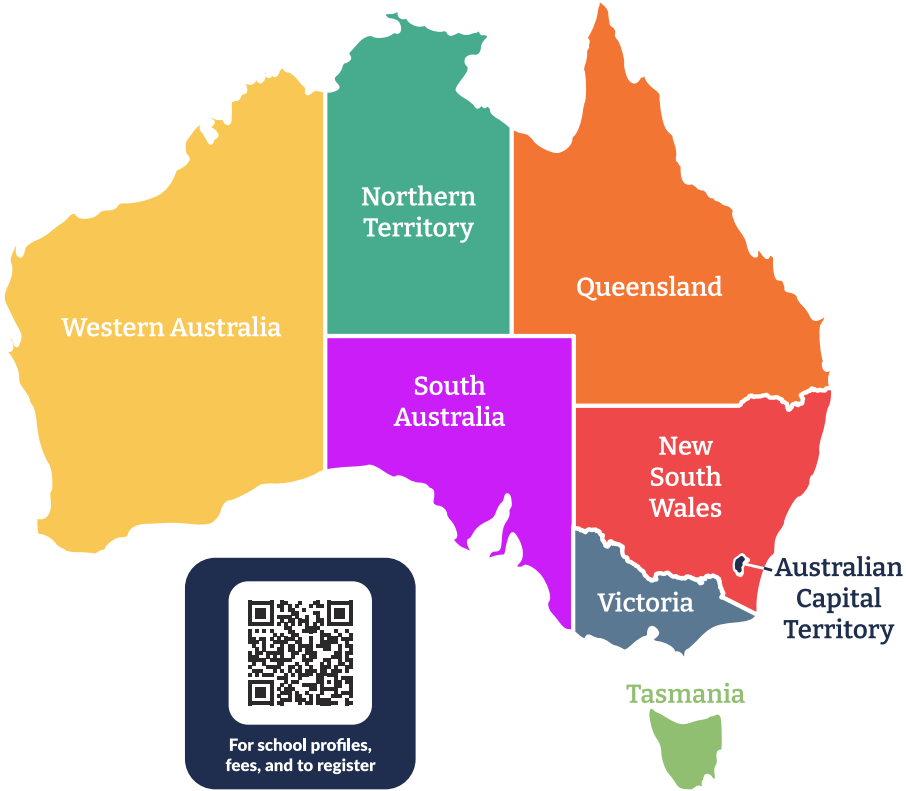 Northern
Territory
Queensland
Western Australia
South
Australia
New
South
Wales
Australian
Capital
Territory
Victoria
Tasmania
For school profiles,
fees, and to register